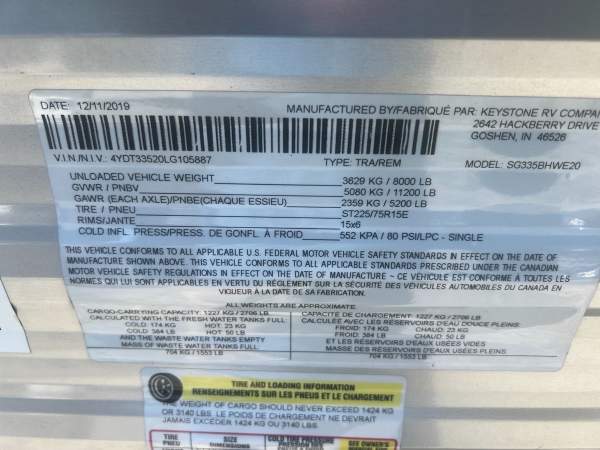 DATE: 12/11/2019
MANUFACTURED BY/FABRIQUÉ PAR: KEYSTONE RV COMPAN
2642 HACKBERRY DRIVE
GOSHEN, IN 46526
V.I.N./N.I.V.: 4YDT33520LG105887
TYPE: TRA/REM
MODEL: SG335BHWE20
UNLOADED VEHICLE WEIGHT 3629 KG / 8000 LB
GVWR / PNBV 5080 KG / 11200 LB
GAWR (EACH AXLE)/PNBE(CHAQUE ESSIEU) 2359 KG / 5200 LB
TIRE / PNEU ST225/75R15E
RIMS/JANTE 15x6
COLD INFL. PRESS/PRESS. DE GONFL. À FROID 552 KPA / 80 PSI/LPC - SINGLE
THIS VEHICLE CONFORMS TO ALL APPLICABLE U.S. FEDERAL MOTOR VEHICLE SAFETY STANDARDS IN EFFECT ON THE DATE OF
MANUFACTURE SHOWN ABOVE. THIS VEHICLE CONFORMS TO ALL APPLICABLE STANDARDS PRESCRIBED UNDER THE CANADIAN
MOTOR VEHICLE SAFETY REGULATIONS IN EFFECT ON THE DATE OF MANUFACTURE - CE VÉHICULE EST CONFORME À TOUTES LES
NORMES QUI LUI SONT APPLICABLES EN VERTU DU RÈGLEMENT SUR LA SÉCURITÉ DES VÉHICULES AUTOMOBILES DU CANADA EN
VIGUEUR À LA DATE DE SA FABRICATION.
ALL WEIGHTS ARE APPROXIMATE.
CARGO-CARRYING CAPACITY: 1227 KG / 2706 LB
CALCULATED WITH THE FRESH WATER TANKS FULL
COLD: 174 KG HOT: 23 KG
COLD: 384 LB HOT: 50 LB
AND THE WASTE WATER TANKS EMPTY
MASS OF WASTE WATER TANKS FULL
704 KG / 1553 LB
CAPACITE DE CHARGEMENT: 1227 KG / 2706 LB
CALCULÉE AVEC LES RÉSERVOIRS D'EAU DOUCE PLEINS
FROID: 174 KG CHAUD: 23 KG
FROID: 384 LB CHAUD: 50 LB
ET LES RÉSERVOIRS D'EAUX USÉES VIDES
MASSE DES RÉSERVOIRS D'EAUX USÉES PLEINS
704 KG / 1553 LB
TIRE AND LOADING INFORMATION
RENSEIGNEMENTS SUR LES PNEUS ET LE CHARGEMENT
THE WEIGHT OF CARGO SHOULD NEVER EXCEED 1424 KG
OR 3140 LBS. LE POIDS DE CHARGEMENT NE DEVRAIT
JAMAIS EXCÉDER 1424 KG OU 3140 LBS.
TIRE SIZE COLD TIRE PRESSURE SEE OWNER'S
PNEU DIMENSIONS